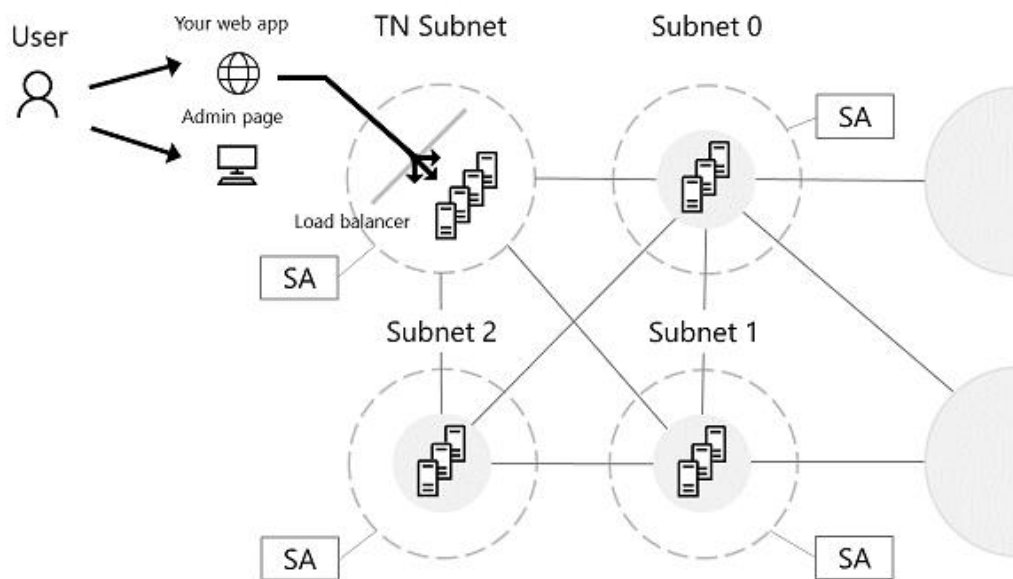 User
Your web app
Admin page
TN Subnet
Subnet 0
SA
Load balancer
SA
Subnet 2
Subnet 1
SA
SA